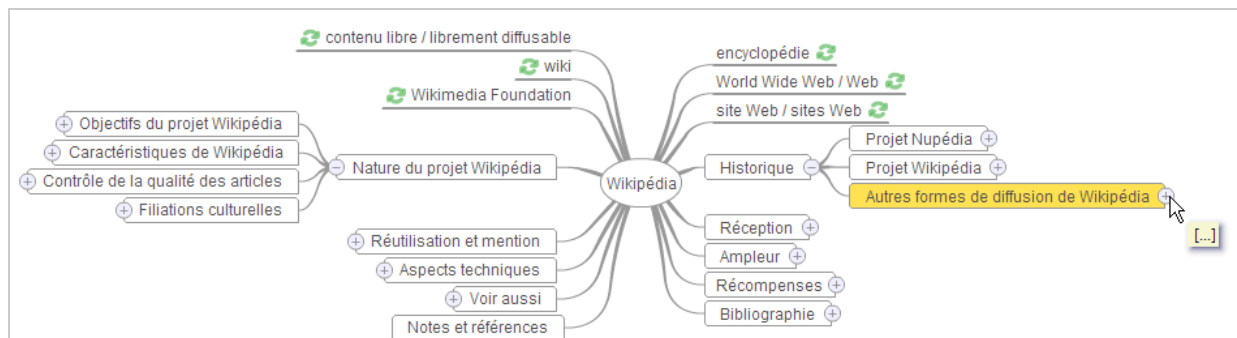 contenu libre / librement diffusable
wiki
Wikimedia Foundation
Objectifs du projet Wikipédia
Caractéristiques de Wikipédia
Contrôle de la qualité des articles
Filiations culturelles
Nature du projet Wikipédia
Réutilisation et mention
Aspects techniques
Voir aussi
Notes et références
Wikipédia
encyclopédie
World Wide Web / Web
site Web / sites Web
Historique
Projet Nupédia
Projet Wikipédia
Autres formes de diffusion de Wikipédia
[...]
Réception
Ampleur
Récompenses
Bibliographie